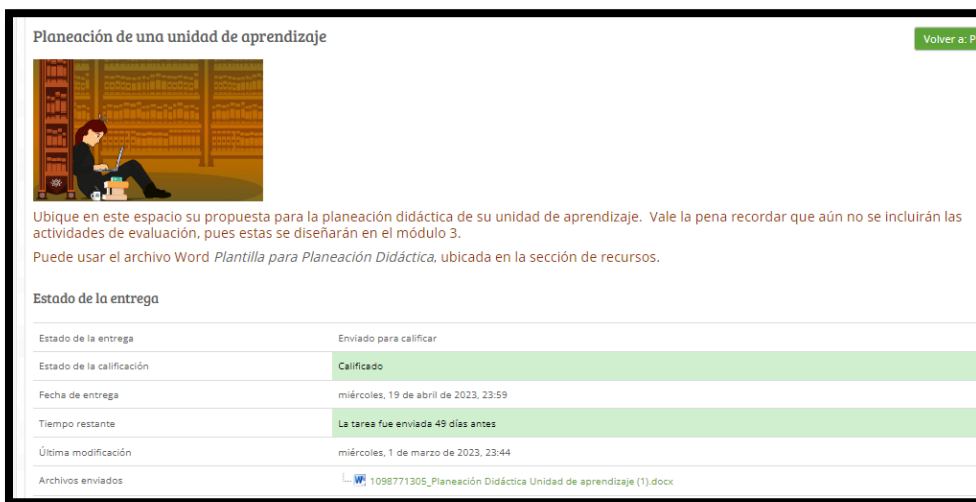 Planeación de una unidad de aprendizaje
Volver a: P
Ubique en este espacio su propuesta para la planeación didáctica de su unidad de aprendizaje. Vale la pena recordar que aún no se incluirán las
actividades de evaluación, pues estas se diseñarán en el módulo 3.
Puede usar el archivo Word Plantilla para Planeación Didáctica, ubicada en la sección de recursos.
Estado de la entrega
Estado de la entrega Enviado para calificar
Estado de la calificación Calificado
Fecha de entrega miércoles, 19 de abril de 2023, 23:59
Tiempo restante La tarea fue enviada 49 días antes
Última modificación miércoles, 1 de marzo de 2023, 23:44
Archivos enviados 1098771305_Planeación Didáctica Unidad de aprendizaje (1).docx